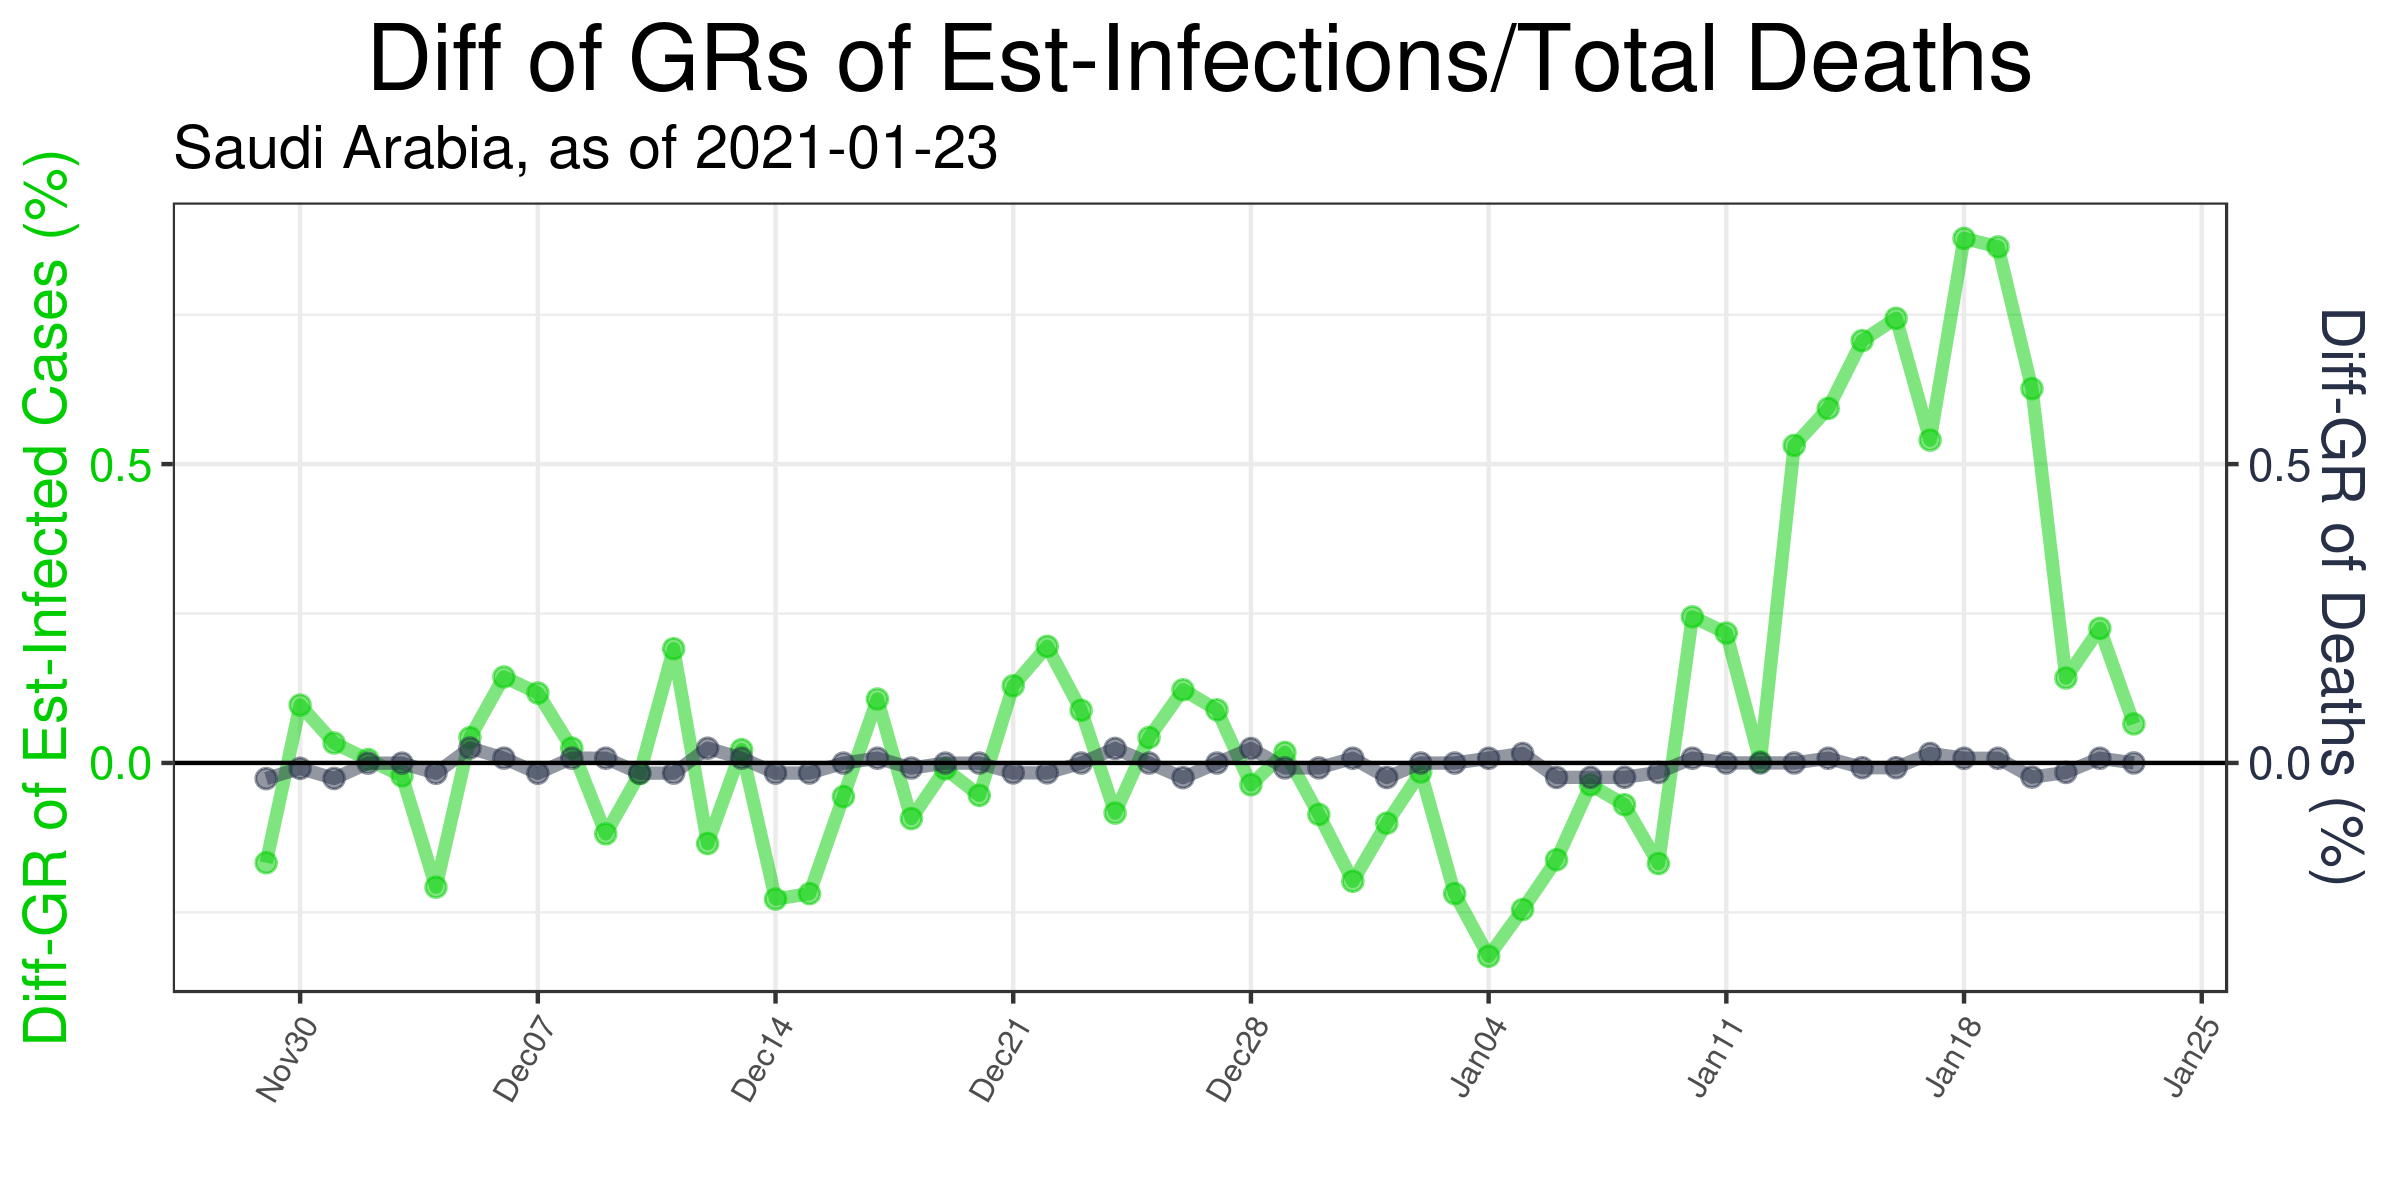 Diff of GRs of Est-Infections/Total Deaths
Saudi Arabia, as of 2021-01-23
Diff-GR of Est-Infected Cases (%)
0.5
0.0
0.5
0.0
Diff-GR of Deaths (%)
Nov30
Dec07
Dec14
Dec21
Dec28
Jan04
Jan11
Jan18
Jan25